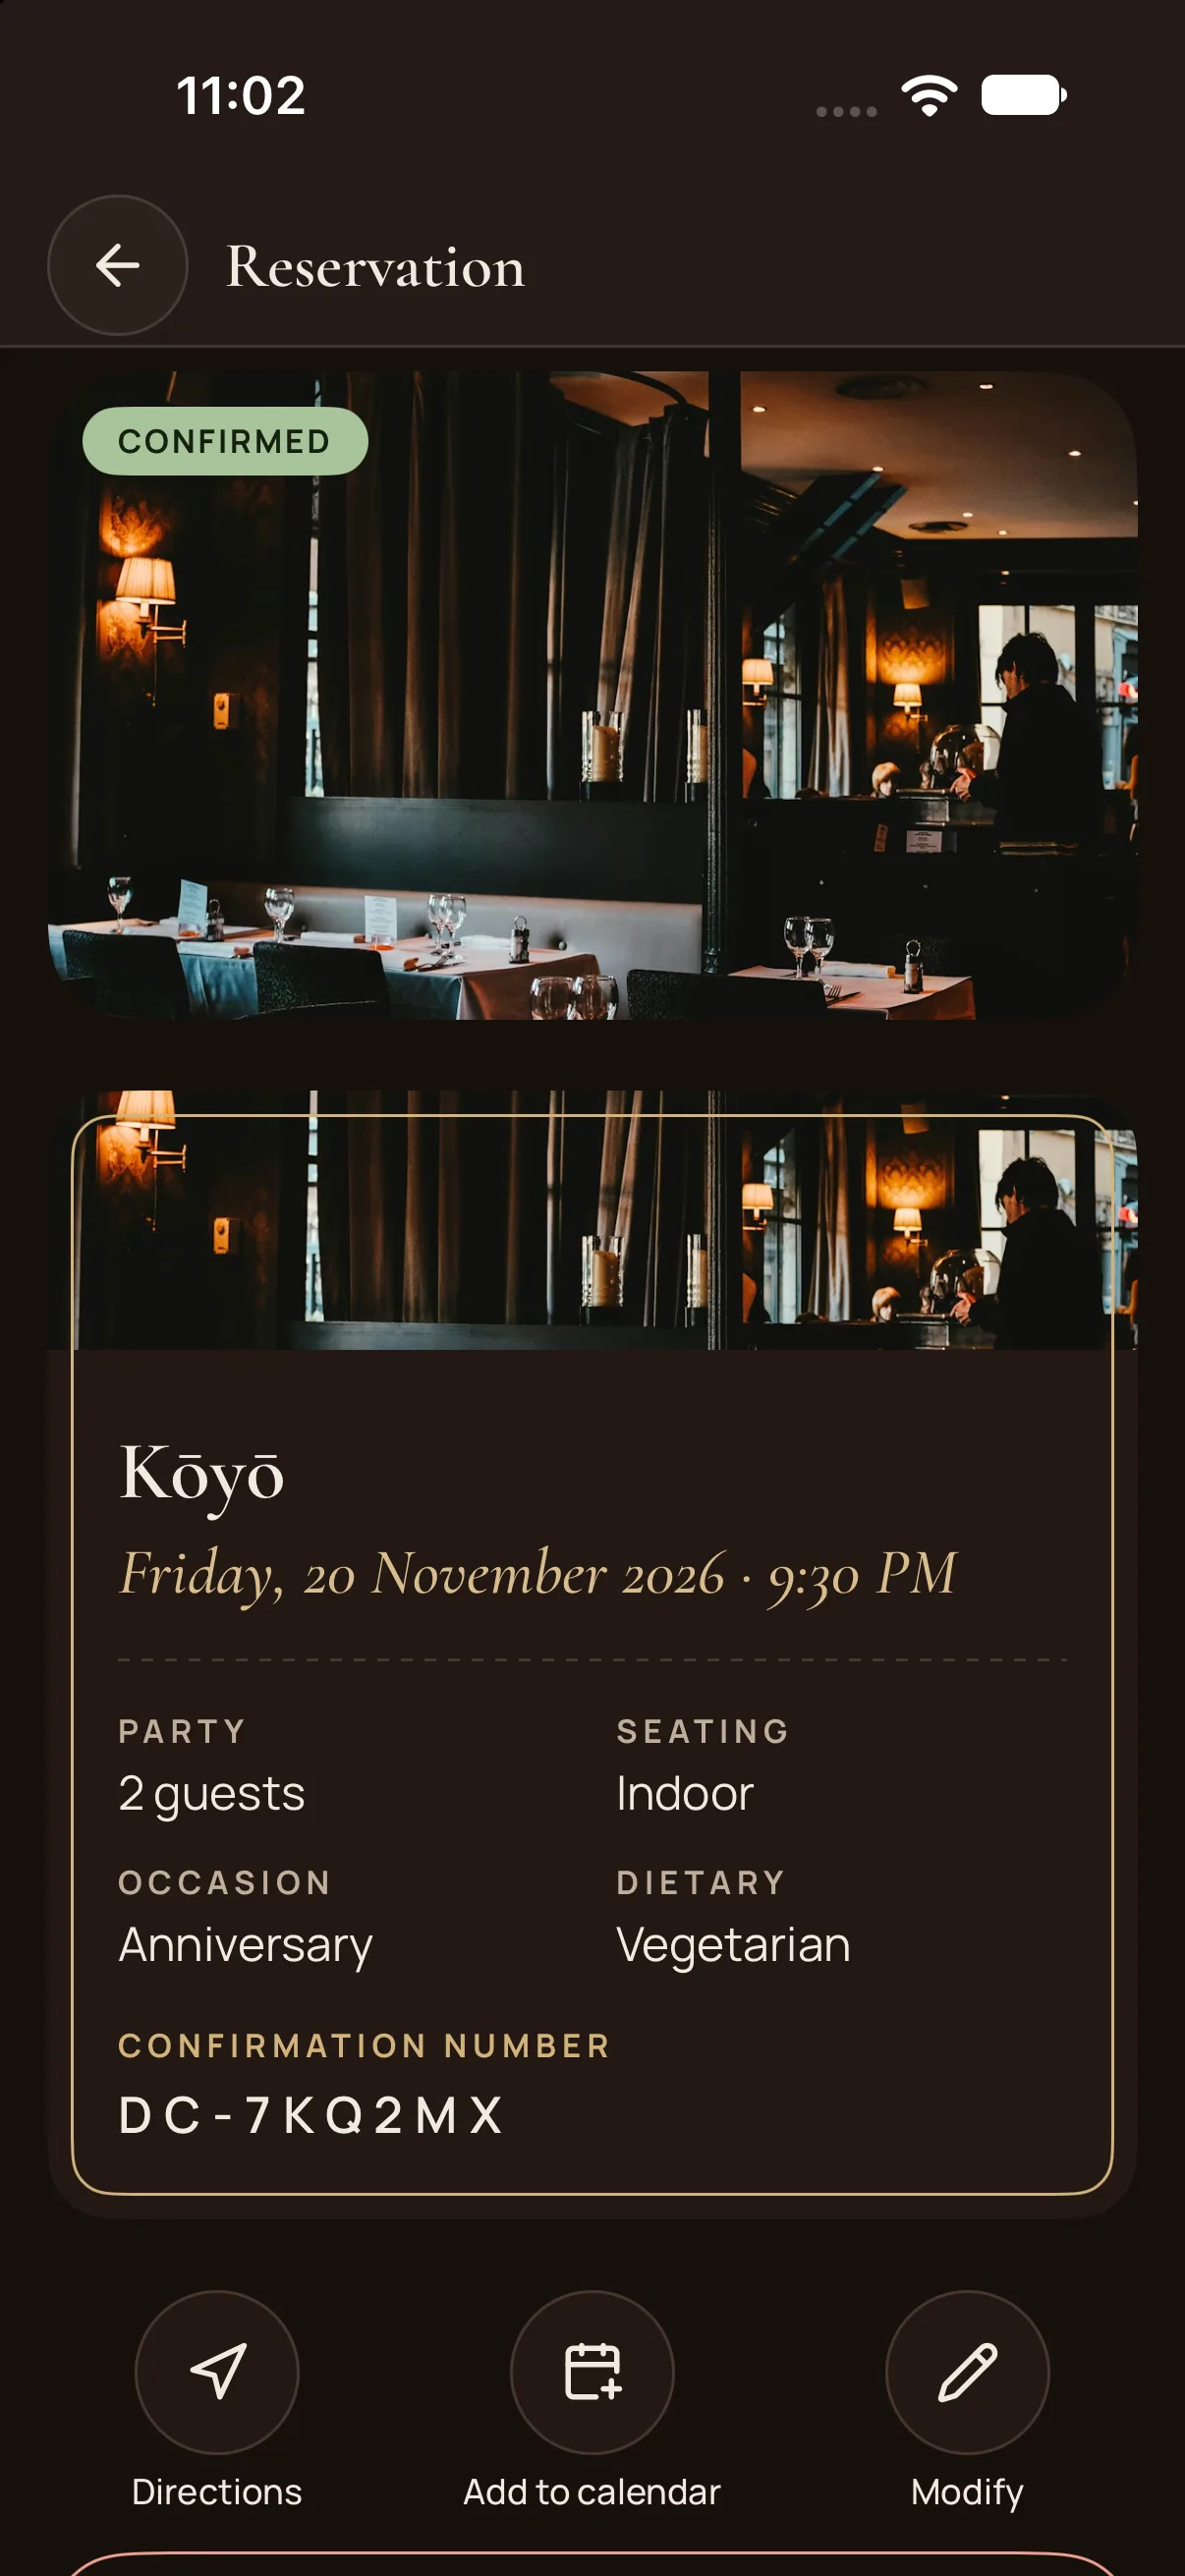 11:02
Reservation
CONFIRMED
Kōyō
Friday, 20 November 2026 · 9:30 PM
PARTY
SEATING
2 guests
Indoor
OCCASION
DIETARY
Anniversary
Vegetarian
CONFIRMATION NUMBER
DC-7KQ2MX
Directions
Add to calendar
Modify